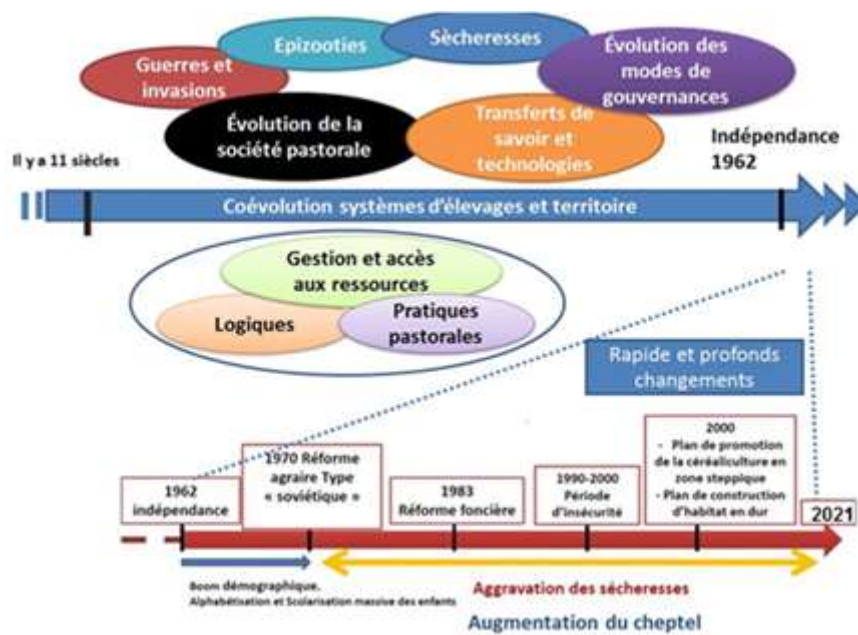 Epizooties
Sècheresses
Évolution des
modes de
gouvernances
Guerres et
invasions
Évolution de la
société pastorale
Transferts de
savoir et
technologies
Indépendance
1962
Il y a 11 siècles
Coévolution systèmes d'élevages et territoire
Gestion et accès
aux ressources
Logiques
Pratiques
pastorales
Rapide et profonds
changements
1962
indépendance
1970 Réforme
agraire Type
« soviétique »
1983
Réforme foncière
1990-2000
Période
d'insécurité
2000
- Plan de promotion
de la céréaliculture en
zone steppique
- Plan de construction
d'habitat en dur
2021
Boom démographique.
Alphabétisation et Scolarisation massive des enfants
Aggravation des sécheresses
Augmentation du cheptel